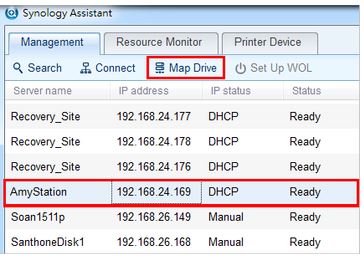 Synology Assistant
Management Resource Monitor Printer Device
Search Connect Map Drive Set Up WOL
Server name IP address IP status Status
Recovery_Site 192.168.24.177 DHCP Ready
Recovery_Site 192.168.24.178 DHCP Ready
Recovery_Site 192.168.24.176 DHCP Ready
AmyStation 192.168.24.169 DHCP Ready
Soan1511p 192.168.26.149 Manual Ready
SanthoneDisk1 192.168.26.168 Manual Ready